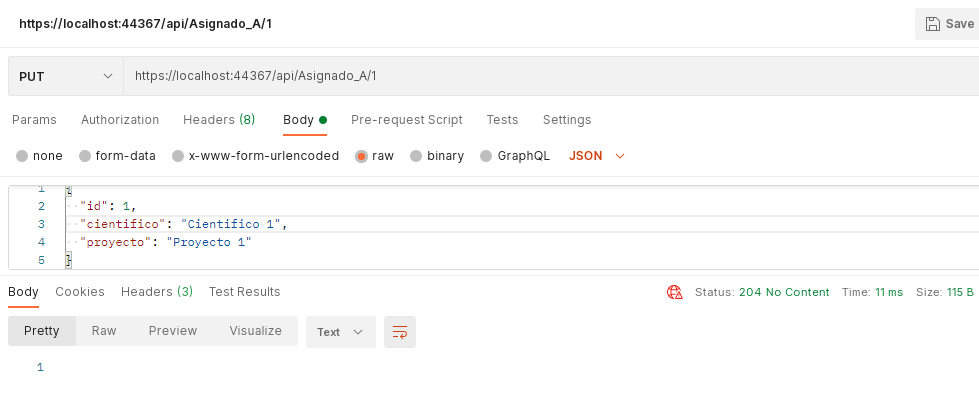 https://localhost:44367/api/Asignado_A/1 Save
PUT https://localhost:44367/api/Asignado_A/1
Params Authorization Headers (8) Body Pre-request Script Tests Settings
none form-data x-www-form-urlencoded raw binary GraphQL JSON
1 {
2 "id": 1,
3 "cientifico": "Cientifico 1",
4 "proyecto": "Proyecto 1"
5 }
Body Cookies Headers (3) Test Results Status: 204 No Content Time: 11 ms Size: 115 B
Pretty Raw Preview Visualize Text
1